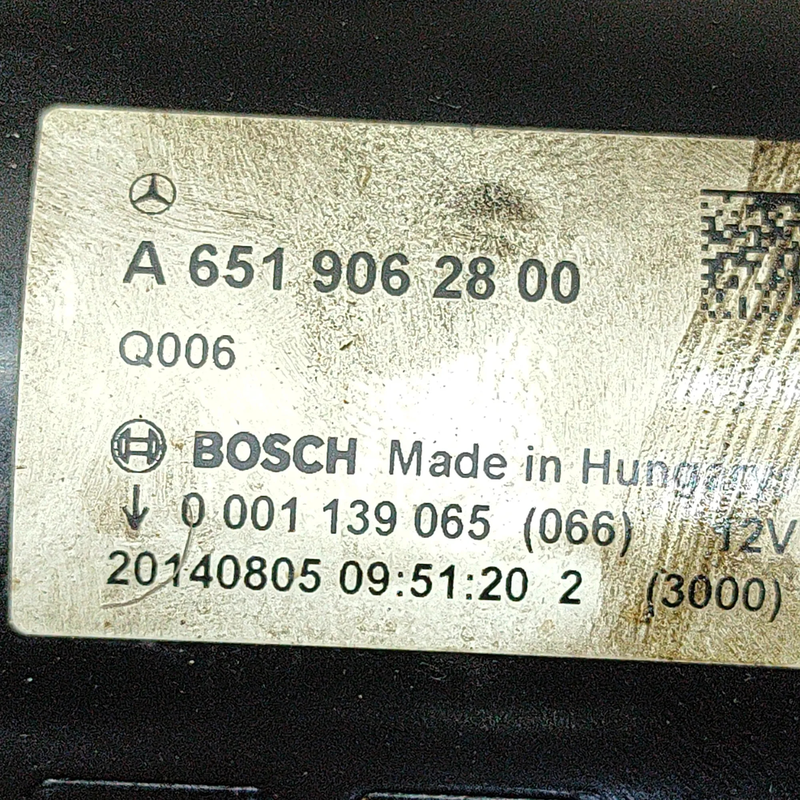 A 651 906 28 00
Q006
BOSCH Made in Hungary
↓ 0 001 139 065 (066) 12V
20140805 09:51:20 2 (3000)